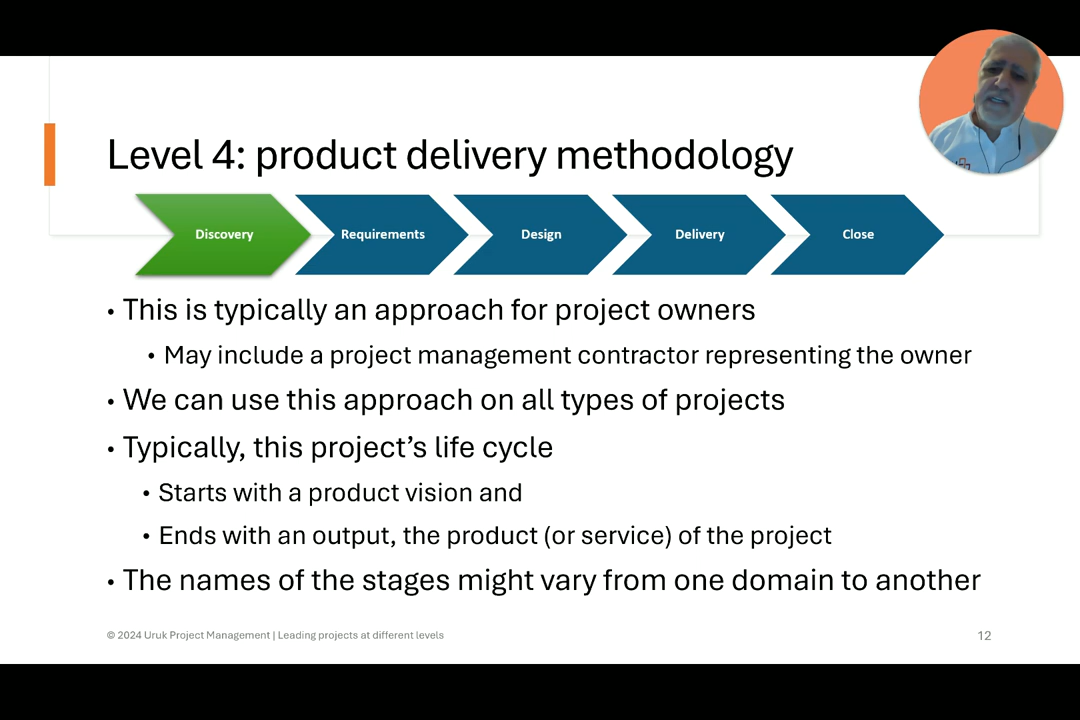 Level 4: product delivery methodology
Discovery
Requirements
Design
Delivery
Close
• This is typically an approach for project owners
• May include a project management contractor representing the owner
• We can use this approach on all types of projects
• Typically, this project’s life cycle
• Starts with a product vision and
• Ends with an output, the product (or service) of the project
• The names of the stages might vary from one domain to another
© 2024 Uruk Project Management | Leading projects at different levels
12